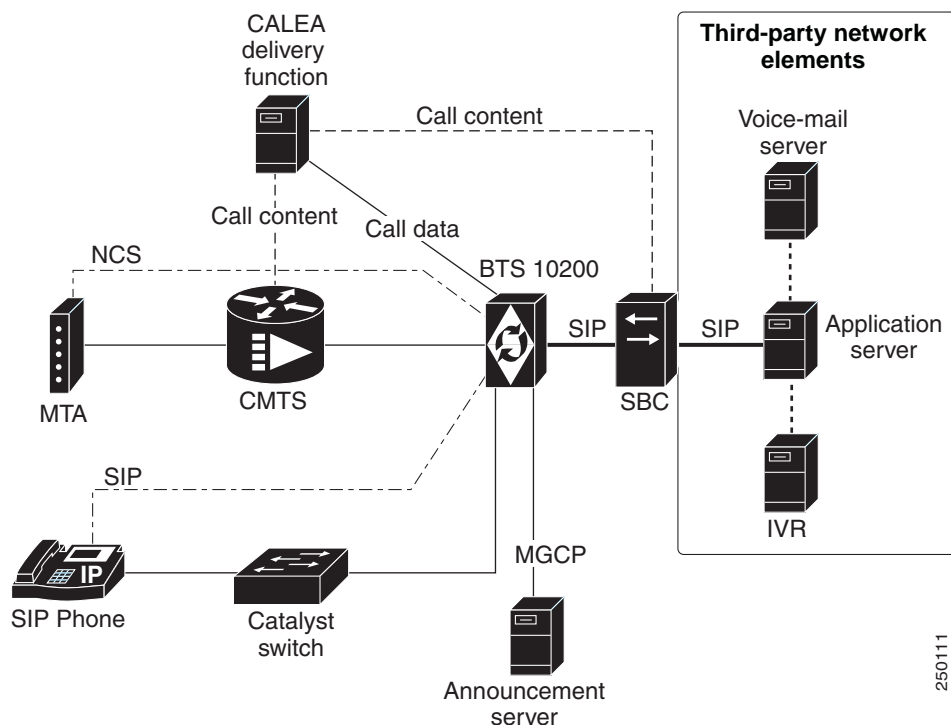 CALEA
delivery
function
Third-party network
elements
Call content
Voice-mail
server
Call content
Call data
NCS
BTS 10200
SIP
SIP
Application
server
MTA
CMTS
SBC
SIP
IVR
IP
MGCP
SIP Phone
Catalyst
switch
Announcement
server
250111